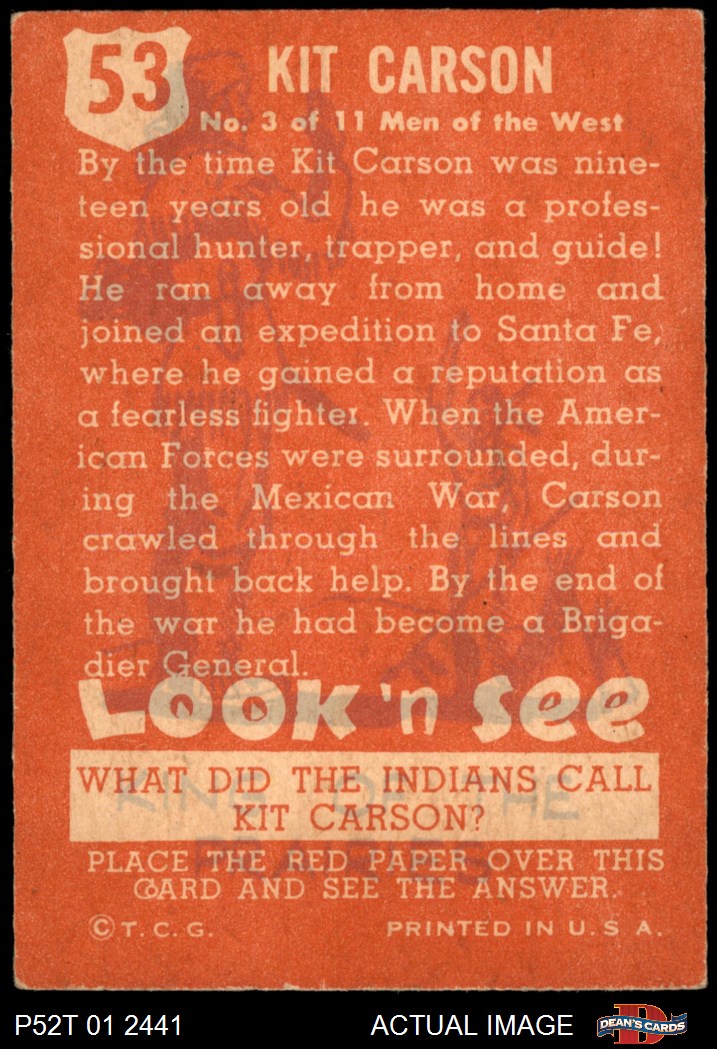 53
KIT CARSON
No. 3 of 11 Men of the West
By the time Kit Carson was nine-
teen years old he was a profes-
sional hunter, trapper, and guide!
He ran away from home and
joined an expedition to Santa Fe,
where he gained a reputation as
a fearless fighter. When the Amer-
ican Forces were surrounded, dur-
ing the Mexican War, Carson
crawled through the lines and
brought back help. By the end of
the war he had become a Briga-
dier General.
LOOK 'n See
WHAT DID THE INDIANS CALL
KIT CARSON?
KING OF THE
PRAIRIES
PLACE THE RED PAPER OVER THIS
CARD AND SEE THE ANSWER.
© T. C. G.
PRINTED IN U. S A.
P52T 01 2441
ACTUAL IMAGE
D
DEAN'S CARDS